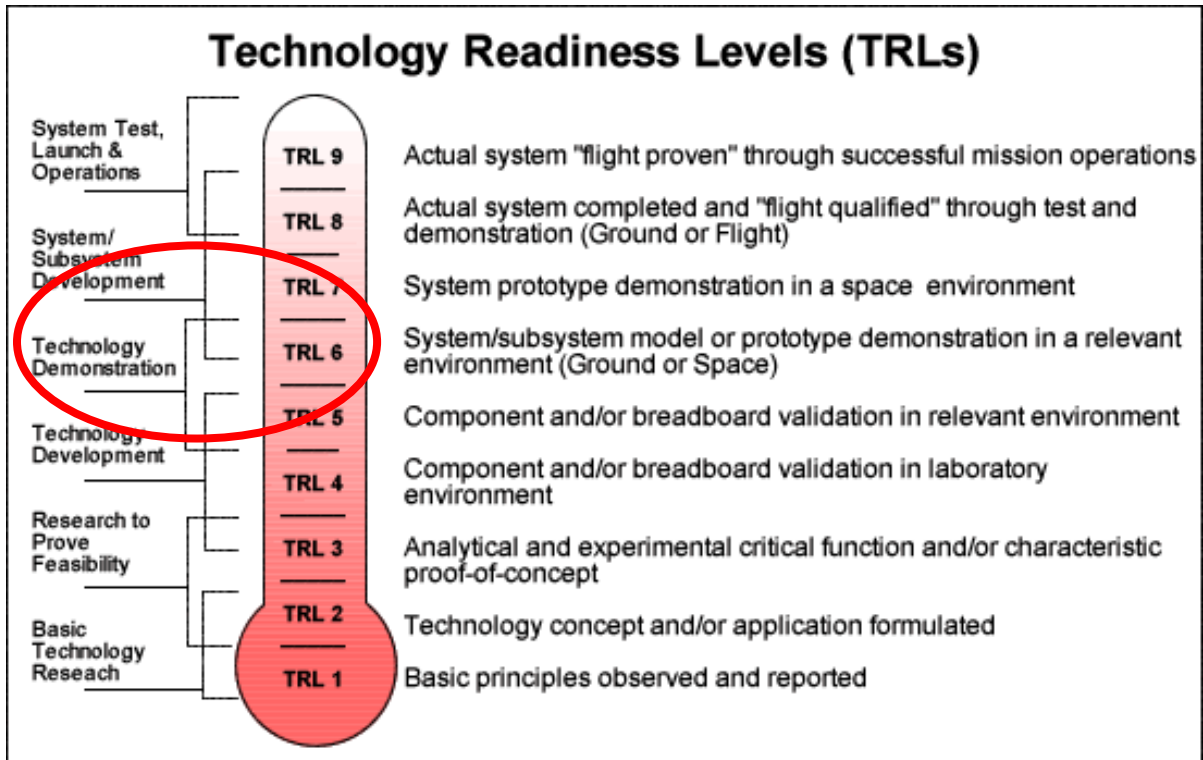 Technology Readiness Levels (TRLs)
System Test,
Launch &
Operations
System/
Subsystem
Development
Technology
Demonstration
Technology
Development
Research to
Prove
Feasibility
Basic
Technology
Reseach
TRL 9
Actual system "flight proven" through successful mission operations
TRL 8
Actual system completed and "flight qualified" through test and
demonstration (Ground or Flight)
TRL 7
System prototype demonstration in a space environment
TRL 6
System/subsystem model or prototype demonstration in a relevant
environment (Ground or Space)
TRL 5
Component and/or breadboard validation in relevant environment
TRL 4
Component and/or breadboard validation in laboratory
environment
TRL 3
Analytical and experimental critical function and/or characteristic
proof-of-concept
TRL 2
Technology concept and/or application formulated
TRL 1
Basic principles observed and reported